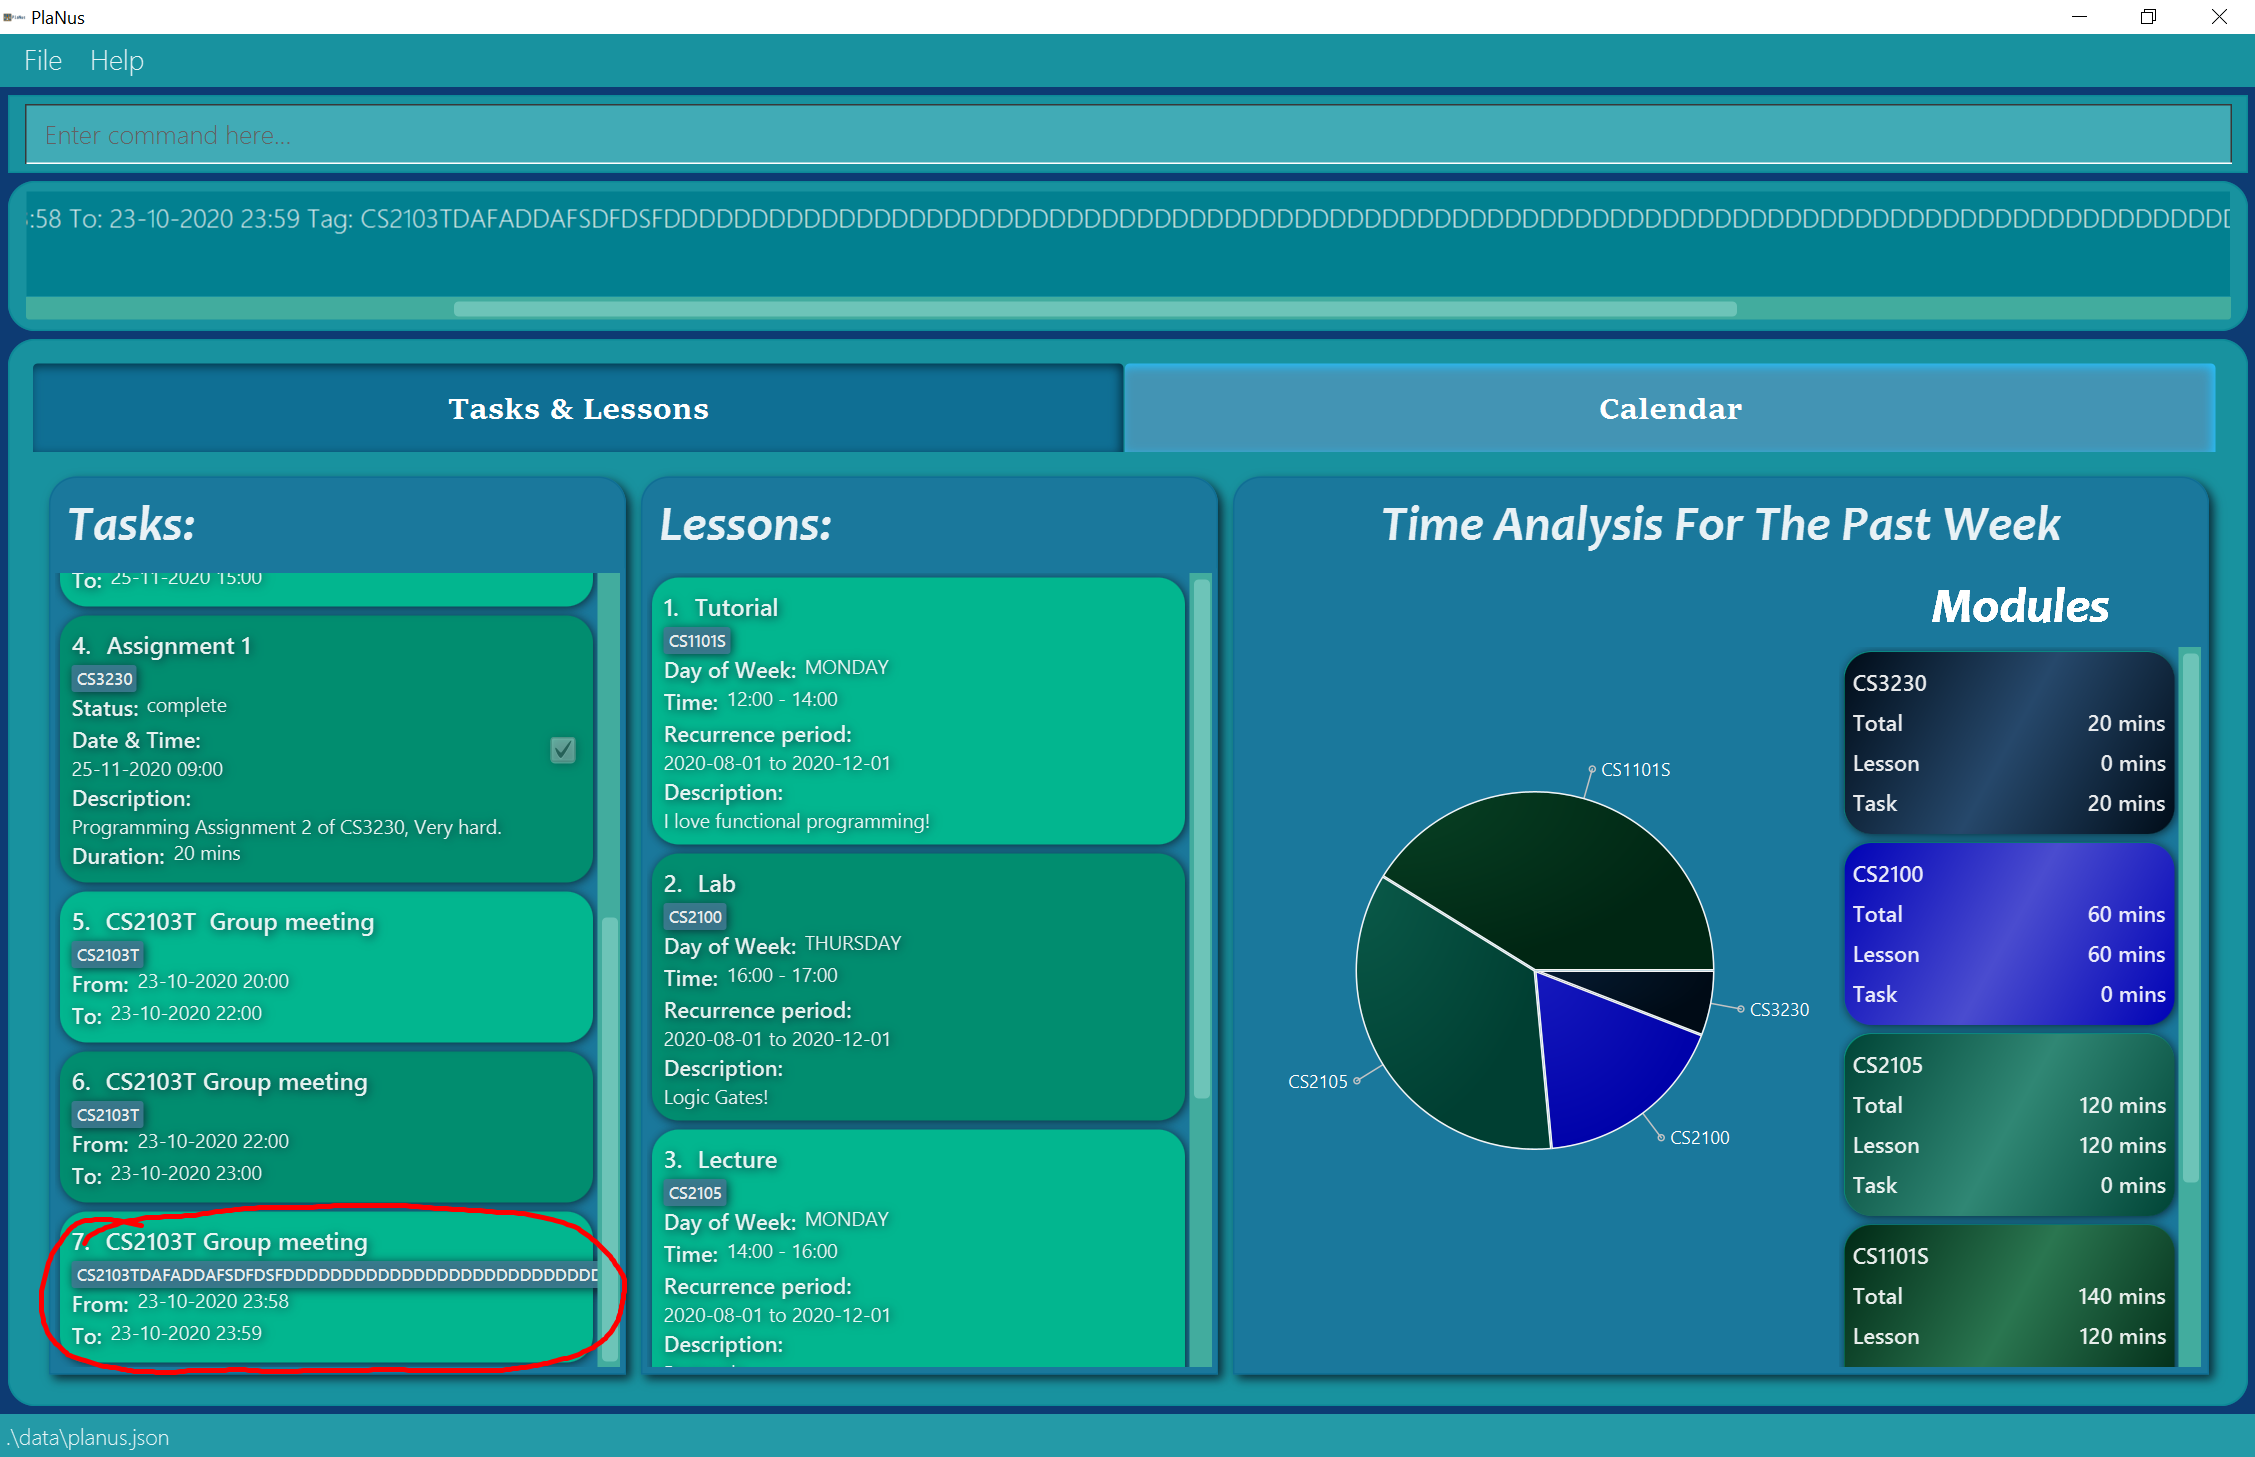 PlaNus
File Help
Enter command here...
:58 To: 23-10-2020 23:59 Tag: CS2103TDAFADDAFSDFDSFDDDDDDDDDDDDDDDDDDDDDDDDDDDDDDDDDDDDDDDDDDDDDDDDDDDDDDDDDDDDDDDDDDDDDDDDDDDDDDDDDDDDDDDDD
Tasks & Lessons
Calendar
Tasks:
To: 25-11-2020 15:00
4. Assignment 1
CS3230
Status: complete
Date & Time:
25-11-2020 09:00
Description:
Programming Assignment 2 of CS3230, Very hard.
Duration: 20 mins
5. CS2103T  Group meeting
CS2103T
From: 23-10-2020 20:00
To: 23-10-2020 22:00
6. CS2103T Group meeting
CS2103T
From: 23-10-2020 22:00
To: 23-10-2020 23:00
7. CS2103T Group meeting
CS2103TDAFADDAFSDFDSFDDDDDDDDDDDDDDDDDDDDDDDDDD
From: 23-10-2020 23:58
To: 23-10-2020 23:59
Lessons:
1. Tutorial
CS1101S
Day of Week: MONDAY
Time: 12:00 - 14:00
Recurrence period:
2020-08-01 to 2020-12-01
Description:
I love functional programming!
2. Lab
CS2100
Day of Week: THURSDAY
Time: 16:00 - 17:00
Recurrence period:
2020-08-01 to 2020-12-01
Description:
Logic Gates!
3. Lecture
CS2105
Day of Week: MONDAY
Time: 14:00 - 16:00
Recurrence period:
2020-08-01 to 2020-12-01
Description:
Time Analysis For The Past Week
CS1101S
CS3230
CS2105
CS2100
Modules
CS3230
Total 20 mins
Lesson 0 mins
Task 20 mins
CS2100
Total 60 mins
Lesson 60 mins
Task 0 mins
CS2105
Total 120 mins
Lesson 120 mins
Task 0 mins
CS1101S
Total 140 mins
Lesson 120 mins
.\data\planus.json